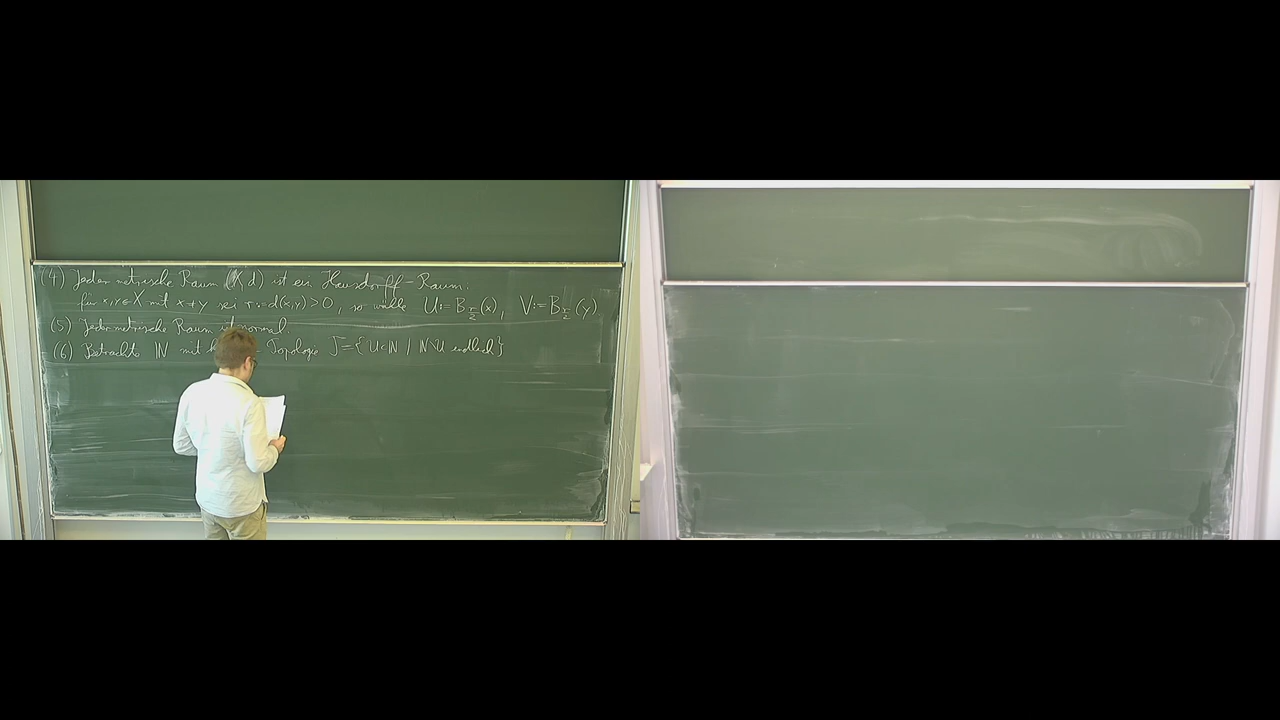 (4) Jeder metrische Raum (X,d) ist ein Hausdorff-Raum:
für x,y∈X mit x≠y sei r:=d(x,y)>0, so wähle U:=B_{r/2}(x), V:=B_{r/2}(y)
(5) Jeder metrische Raum ist normal.
(6) Betrachte ℕ mit - Topologie J={U⊂ℕ | ℕ∖U endlich}